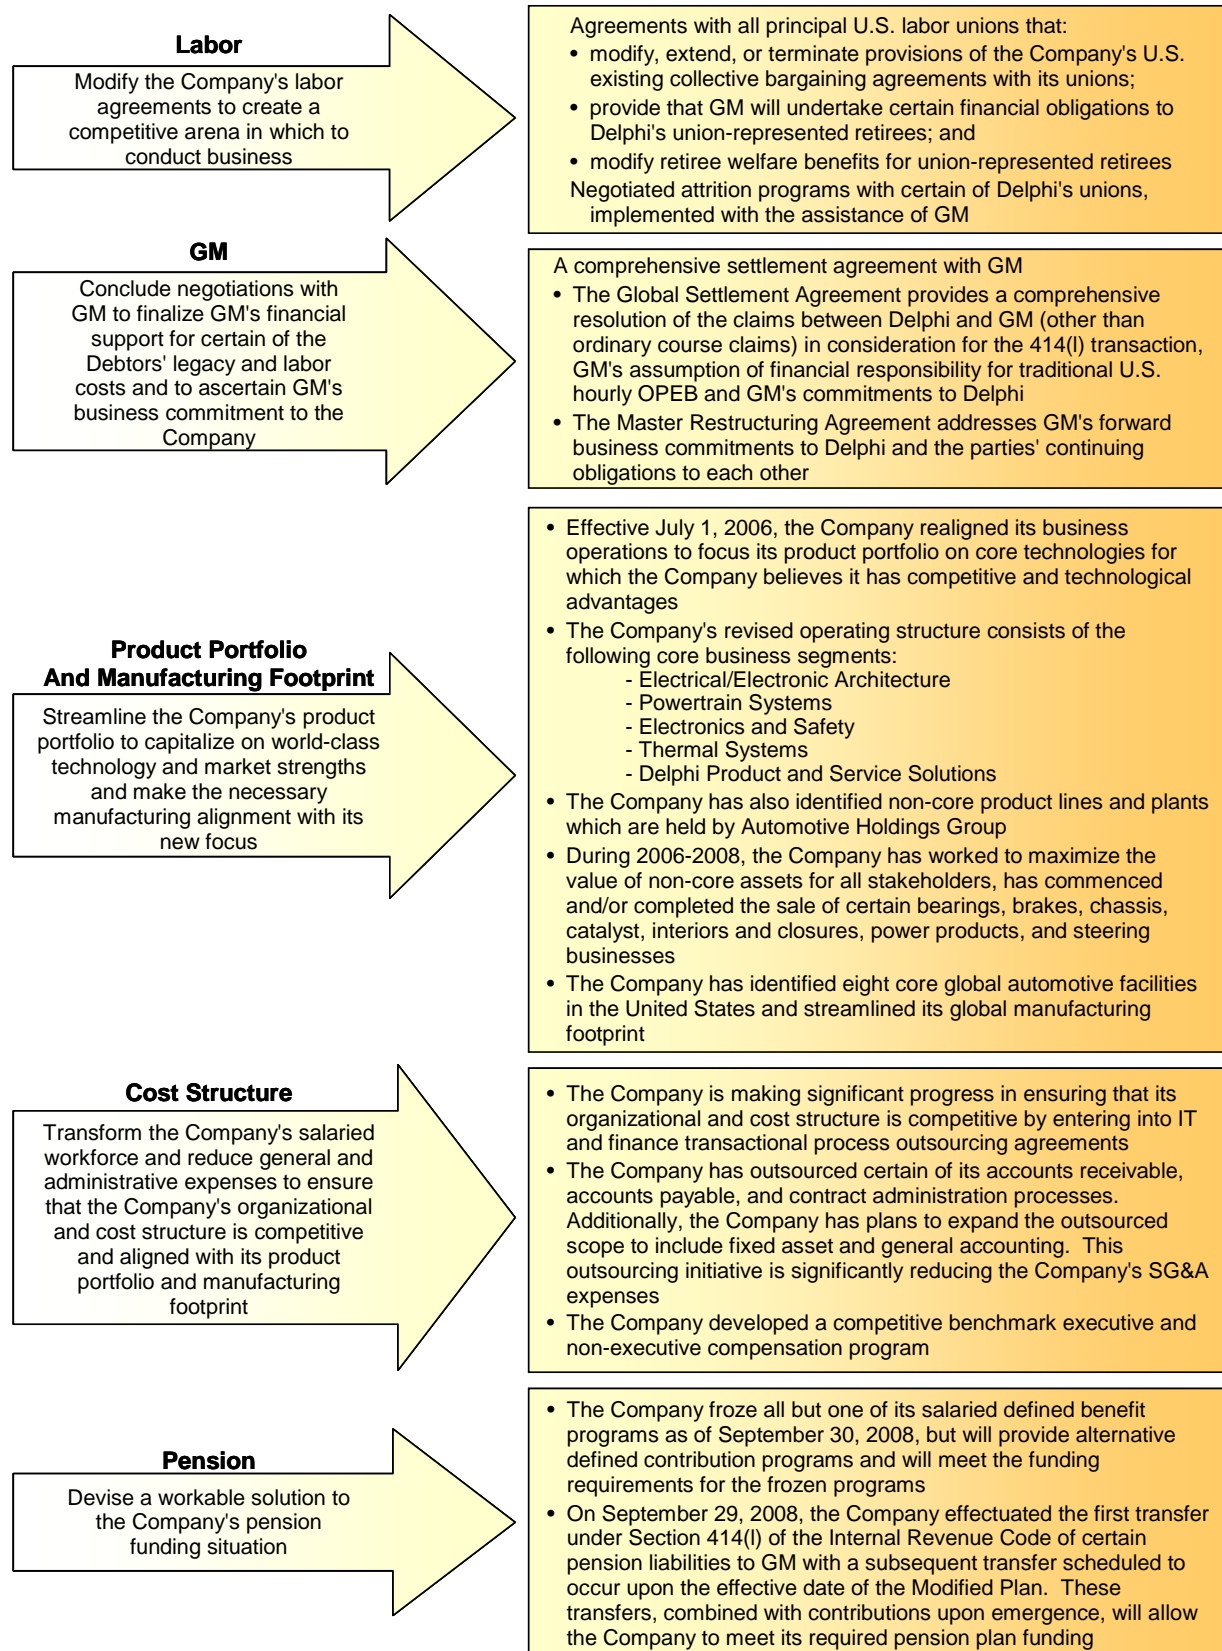 Labor
Modify the Company's labor
agreements to create a
competitive arena in which to
conduct business
Agreements with all principal U.S. labor unions that:
• modify, extend, or terminate provisions of the Company's U.S.
existing collective bargaining agreements with its unions;
• provide that GM will undertake certain financial obligations to
Delphi's union-represented retirees; and
• modify retiree welfare benefits for union-represented retirees
Negotiated attrition programs with certain of Delphi's unions,
implemented with the assistance of GM
GM
Conclude negotiations with
GM to finalize GM's financial
support for certain of the
Debtors' legacy and labor
costs and to ascertain GM's
business commitment to the
Company
A comprehensive settlement agreement with GM
• The Global Settlement Agreement provides a comprehensive
resolution of the claims between Delphi and GM (other than
ordinary course claims) in consideration for the 414(l) transaction,
GM's assumption of financial responsibility for traditional U.S.
hourly OPEB and GM's commitments to Delphi
• The Master Restructuring Agreement addresses GM's forward
business commitments to Delphi and the parties' continuing
obligations to each other
Product Portfolio
And Manufacturing Footprint
Streamline the Company's product
portfolio to capitalize on world-class
technology and market strengths
and make the necessary
manufacturing alignment with its
new focus
• Effective July 1, 2006, the Company realigned its business
operations to focus its product portfolio on core technologies for
which the Company believes it has competitive and technological
advantages
• The Company's revised operating structure consists of the
following core business segments:
- Electrical/Electronic Architecture
- Powertrain Systems
- Electronics and Safety
- Thermal Systems
- Delphi Product and Service Solutions
• The Company has also identified non-core product lines and plants
which are held by Automotive Holdings Group
• During 2006-2008, the Company has worked to maximize the
value of non-core assets for all stakeholders, has commenced
and/or completed the sale of certain bearings, brakes, chassis,
catalyst, interiors and closures, power products, and steering
businesses
• The Company has identified eight core global automotive facilities
in the United States and streamlined its global manufacturing
footprint
Cost Structure
Transform the Company's salaried
workforce and reduce general and
administrative expenses to ensure
that the Company's organizational
and cost structure is competitive
and aligned with its product
portfolio and manufacturing
footprint
• The Company is making significant progress in ensuring that its
organizational and cost structure is competitive by entering into IT
and finance transactional process outsourcing agreements
• The Company has outsourced certain of its accounts receivable,
accounts payable, and contract administration processes.
Additionally, the Company has plans to expand the outsourced
scope to include fixed asset and general accounting.  This
outsourcing initiative is significantly reducing the Company's SG&A
expenses
• The Company developed a competitive benchmark executive and
non-executive compensation program
Pension
Devise a workable solution to
the Company's pension
funding situation
• The Company froze all but one of its salaried defined benefit
programs as of September 30, 2008, but will provide alternative
defined contribution programs and will meet the funding
requirements for the frozen programs
• On September 29, 2008, the Company effectuated the first transfer
under Section 414(l) of the Internal Revenue Code of certain
pension liabilities to GM with a subsequent transfer scheduled to
occur upon the effective date of the Modified Plan.  These
transfers, combined with contributions upon emergence, will allow
the Company to meet its required pension plan funding